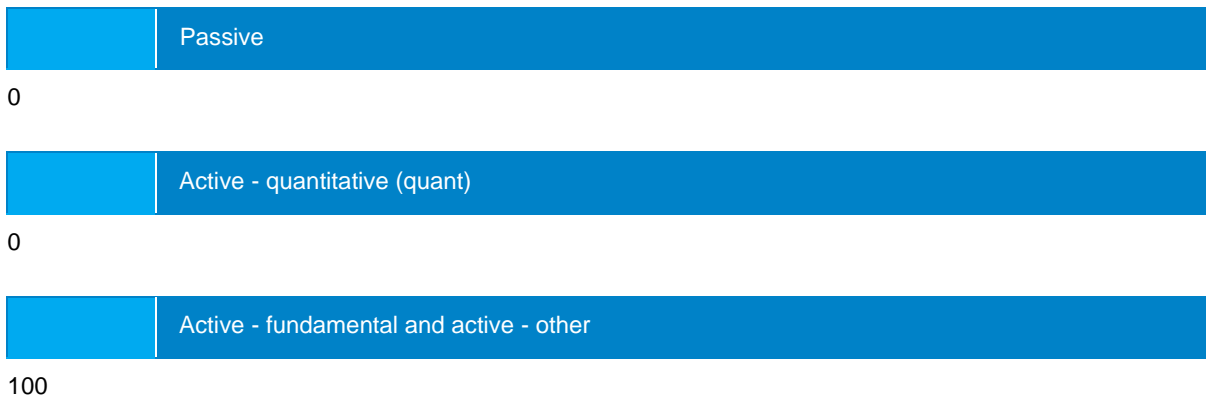 Passive
0
Active - quantitative (quant)
0
Active - fundamental and active - other
100